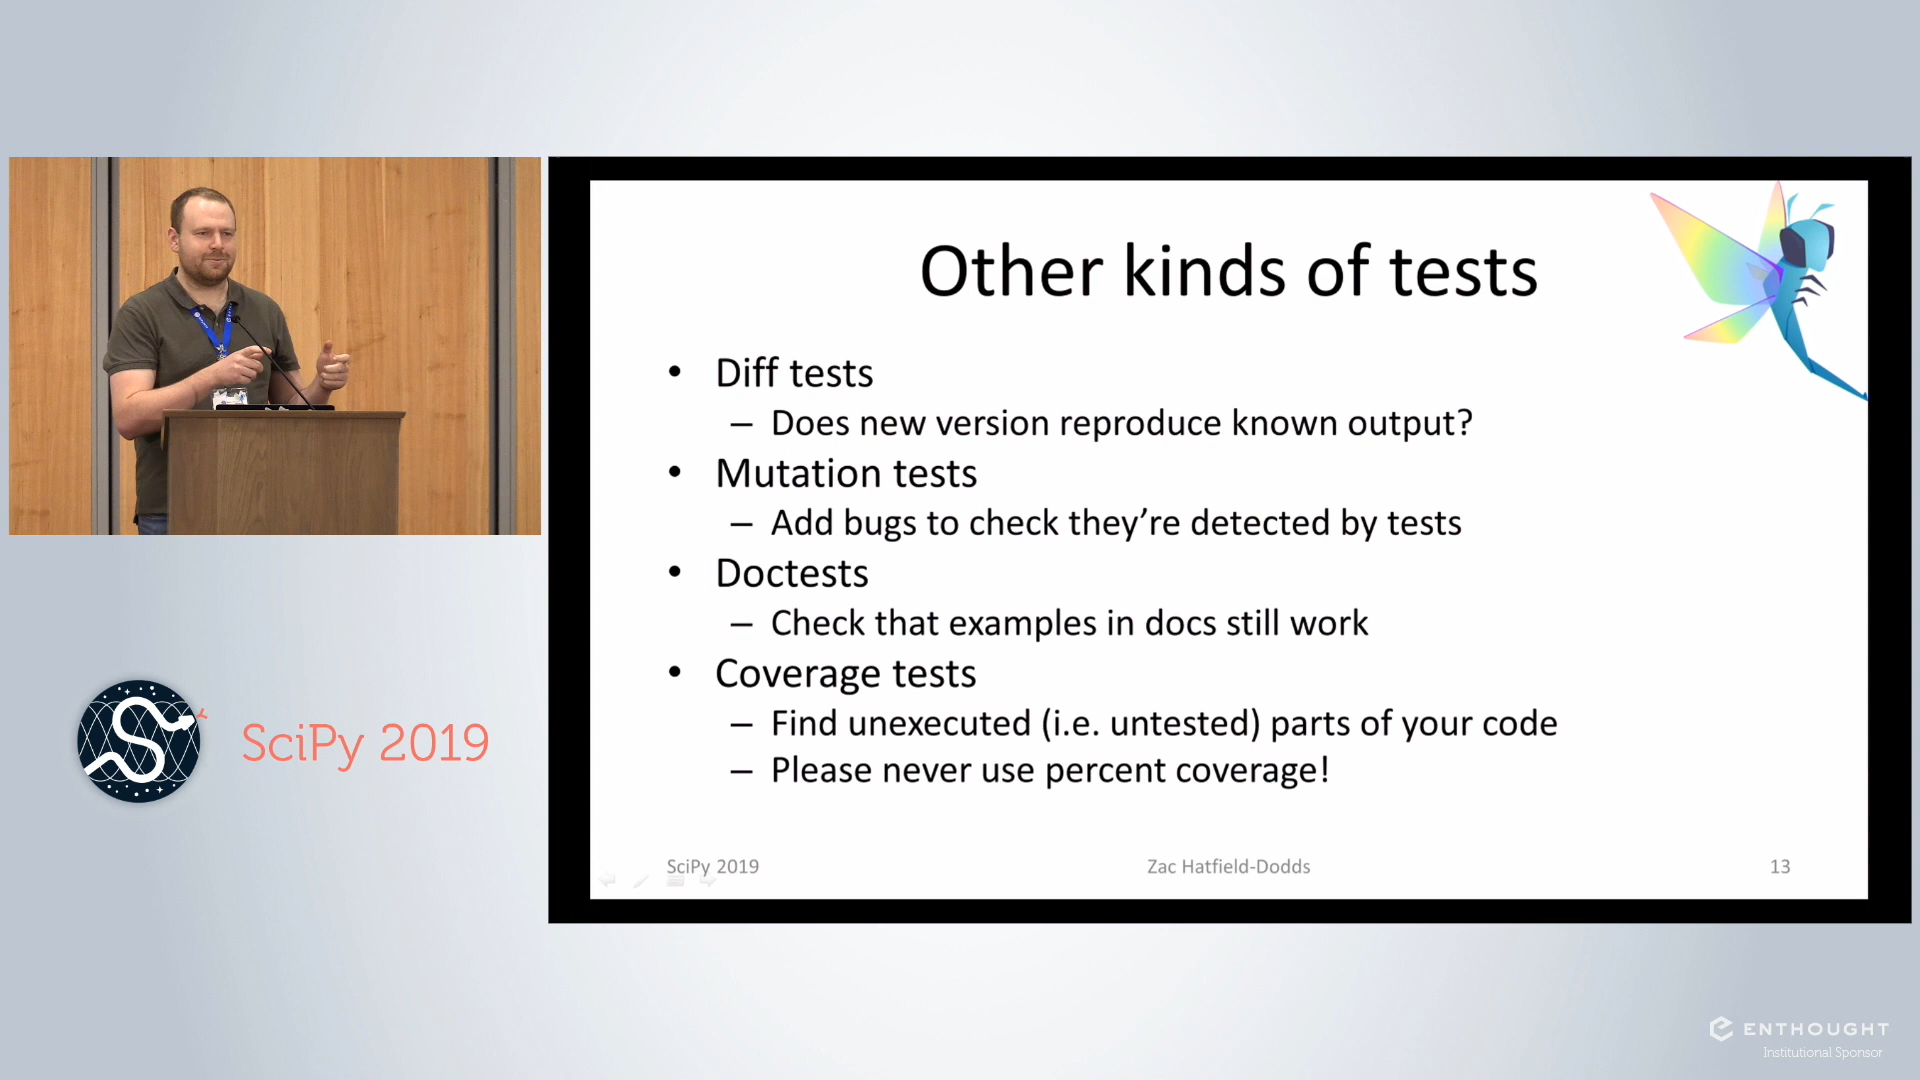 Other kinds of tests
• Diff tests
– Does new version reproduce known output?
• Mutation tests
– Add bugs to check they’re detected by tests
• Doctests
– Check that examples in docs still work
• Coverage tests
– Find unexecuted (i.e. untested) parts of your code
– Please never use percent coverage!
SciPy 2019
Zac Hatfield-Dodds
13
SciPy 2019
ENTHOUGHT
Institutional Sponsor